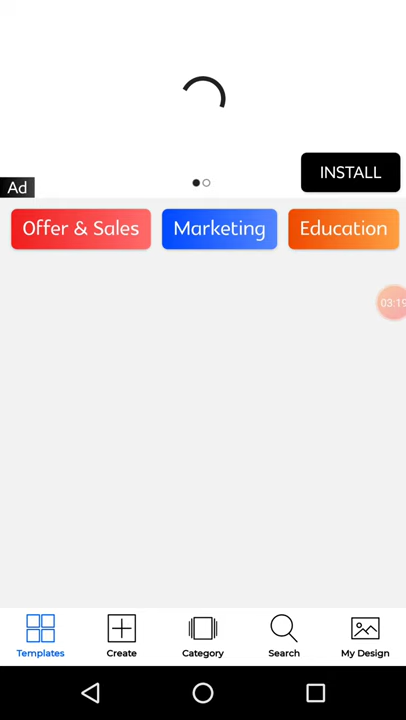 INSTALL
Ad
Offer & Sales
Marketing
Education
03:19
Templates
Create
Category
Search
My Design